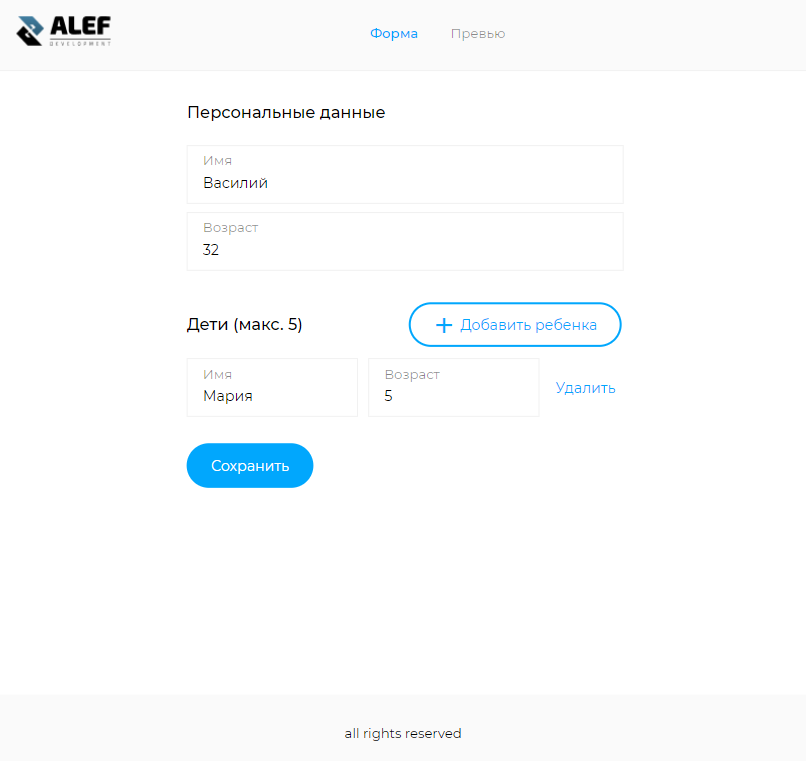 ALEF
DEVELOPMENT
Форма Превью
Персональные данные
Имя
Василий
Возраст
32
Дети (макс. 5) + Добавить ребенка
Имя Возраст
Мария 5 Удалить
Сохранить
all rights reserved